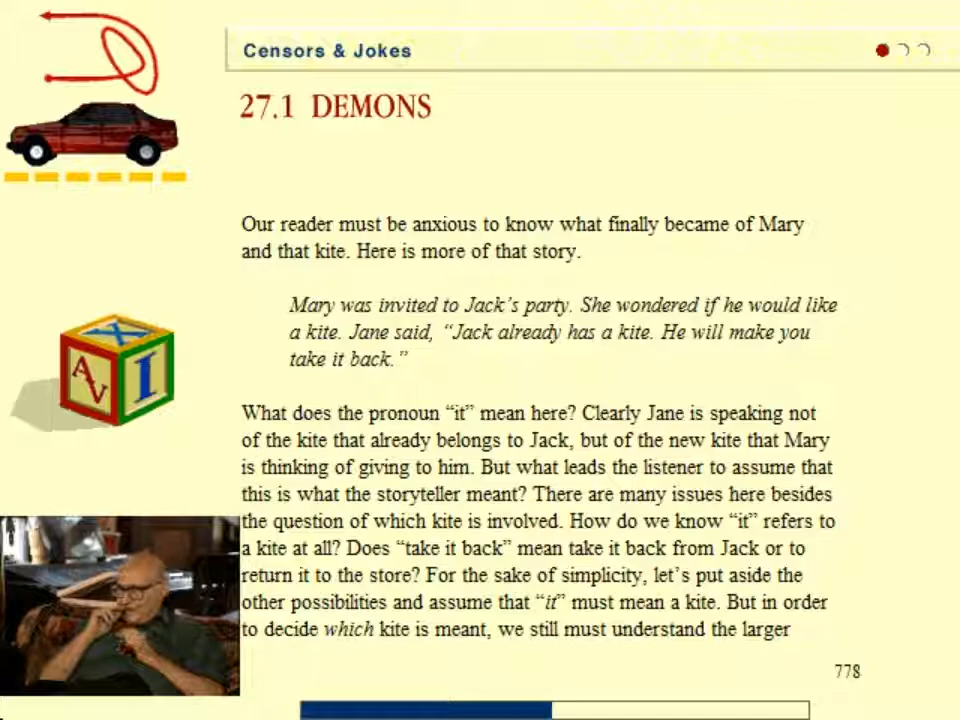 Censors & Jokes
27.1 DEMONS
Our reader must be anxious to know what finally became of Mary
and that kite. Here is more of that story.
Mary was invited to Jack's party. She wondered if he would like
a kite. Jane said, “Jack already has a kite. He will make you
take it back.”
What does the pronoun “it” mean here? Clearly Jane is speaking not
of the kite that already belongs to Jack, but of the new kite that Mary
is thinking of giving to him. But what leads the listener to assume that
this is what the storyteller meant? There are many issues here besides
the question of which kite is involved. How do we know “it” refers to
a kite at all? Does “take it back” mean take it back from Jack or to
return it to the store? For the sake of simplicity, let's put aside the
other possibilities and assume that “it” must mean a kite. But in order
to decide which kite is meant, we still must understand the larger
778
X
A
V
I